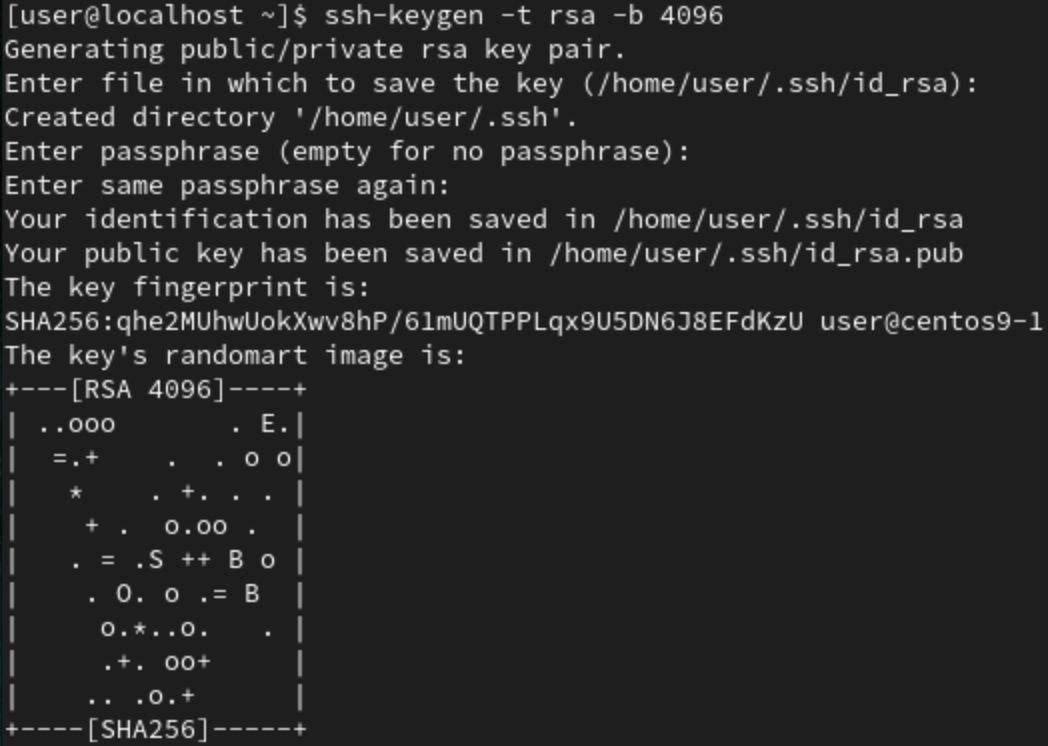 [user@localhost ~]$ ssh-keygen -t rsa -b 4096
Generating public/private rsa key pair.
Enter file in which to save the key (/home/user/.ssh/id_rsa):
Created directory '/home/user/.ssh'.
Enter passphrase (empty for no passphrase):
Enter same passphrase again:
Your identification has been saved in /home/user/.ssh/id_rsa
Your public key has been saved in /home/user/.ssh/id_rsa.pub
The key fingerprint is:
SHA256:qhe2MUhwUokXwv8hP/61mUQTPPLqx9U5DN6J8EFdKzU user@centos9-1
The key's randomart image is:
+---[RSA 4096]----+
| ..ooo       . E.|
|  =.+    .  . o o|
|   *    . +. . . |
|    + .  o.oo .  |
|   . = .S ++ B o |
|    . O. o .= B  |
|     o.*..o.   . |
|     .+. oo+     |
|    .. .o.+      |
+----[SHA256]-----+